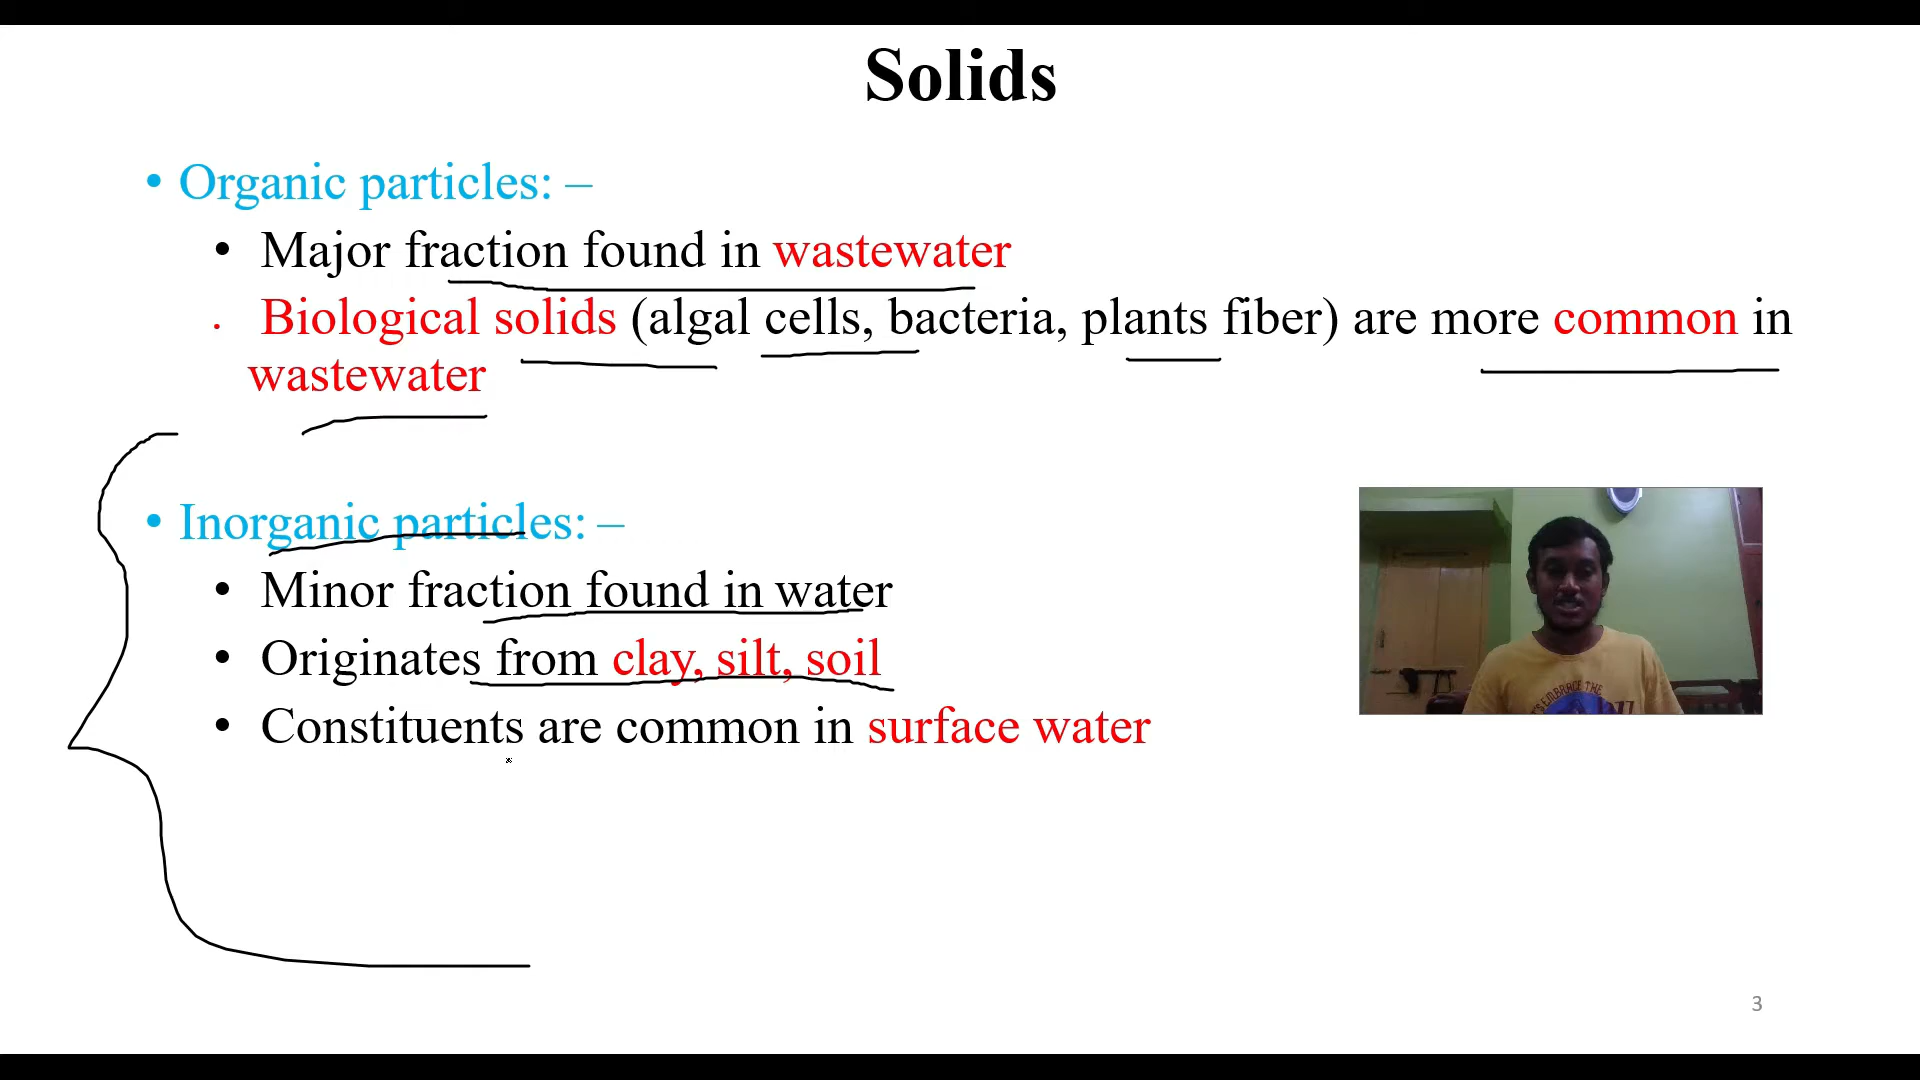 Solids
• Organic particles: –
• Major fraction found in wastewater
• Biological solids (algal cells, bacteria, plants fiber) are more common in
wastewater
• Inorganic particles: –
• Minor fraction found in water
• Originates from clay, silt, soil
• Constituents are common in surface water
EMBRACE THE
3